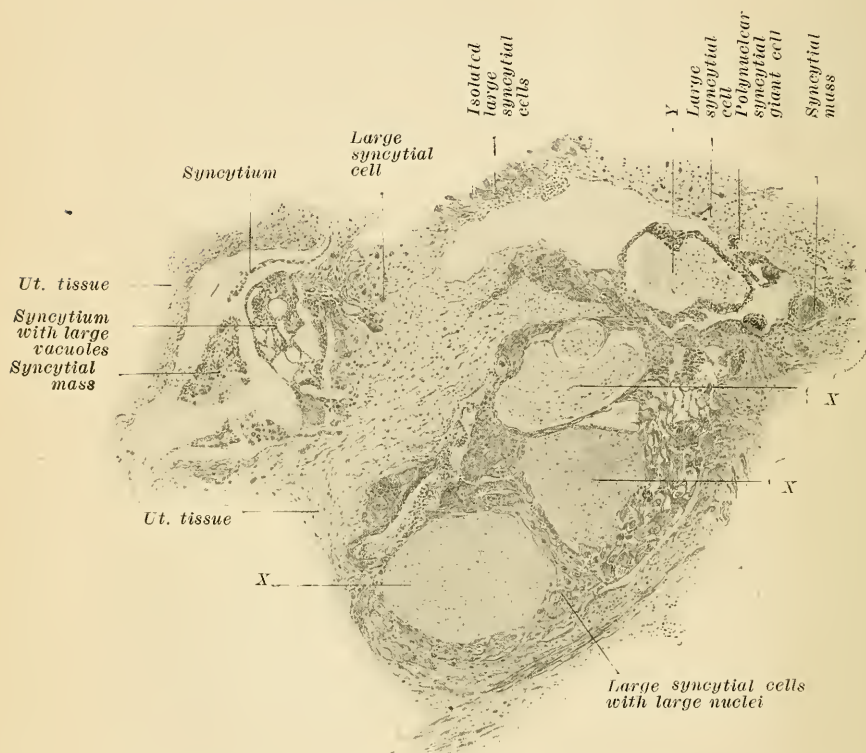 Isolated
large
syncytial
cells
Y
Large
syncytial
cell
Polynuclear
syncytial
giant cell
Syncytial
mass
Large
syncytial
cell
Syncytium
Ut. tissue
Syncytium
with large
vacuoles
Syncytial
mass
X
X
Ut. tissue
X
Large syncytial cells
with large nuclei